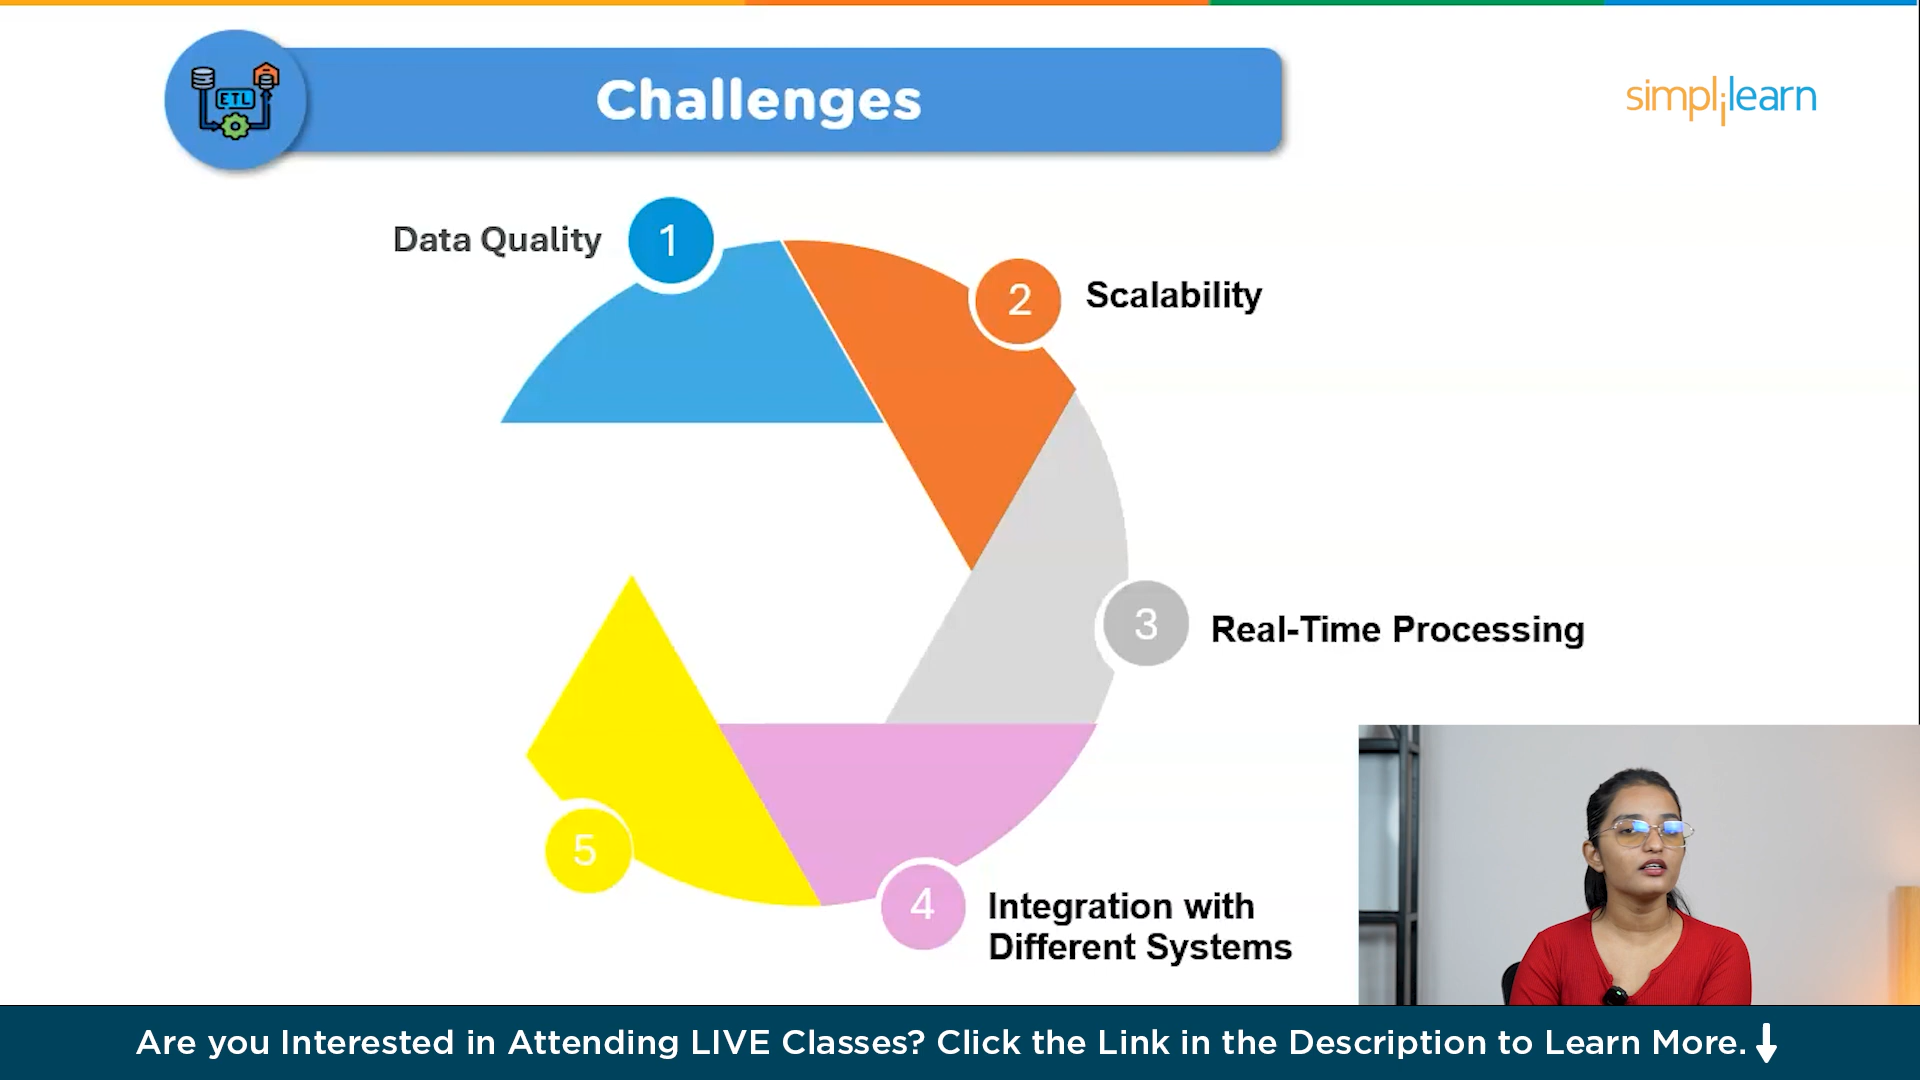 ETL
Challenges
simplilearn
Data Quality
1
2
Scalability
3
Real-Time Processing
5
4
Integration with
Different Systems
Are you Interested in Attending LIVE Classes? Click the Link in the Description to Learn More.